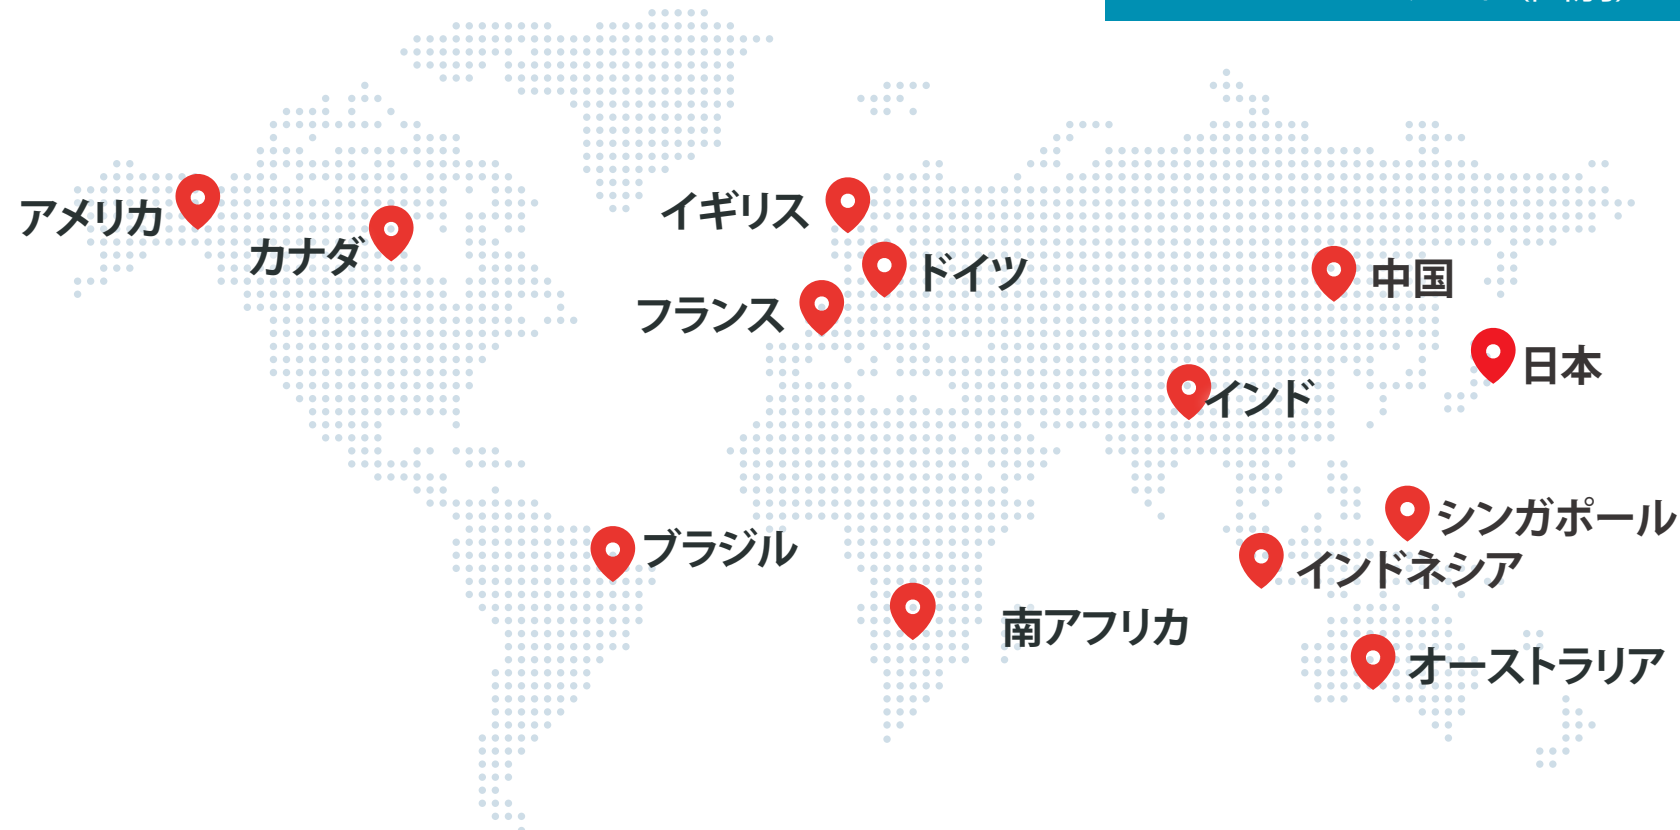 アメリカ
カナダ
イギリス
ドイツ
フランス
中国
日本
インド
ブラジル
シンガポール
インドネシア
南アフリカ
オーストラリア